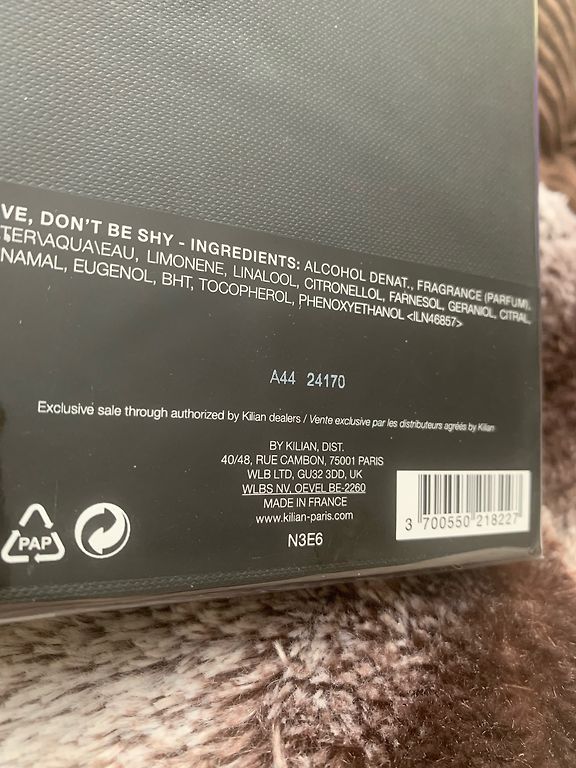 VE, DON'T BE SHY - INGREDIENTS: ALCOHOL DENAT., FRAGRANCE (PARFUM),
TER\AQUA\EAU, LIMONENE, LINALOOL, CITRONELLOL, FARNESOL, GERANIOL, CITRAL,
NAMAL, EUGENOL, BHT, TOCOPHEROL, PHENOXYETHANOL <ILN46857>
A44 24170
Exclusive sale through authorized by Kilian dealers / Vente exclusive par les distributeurs agréés by Kilian
BY KILIAN, DIST.
40/48, RUE CAMBON, 75001 PARIS
WLB LTD, GU32 3DD, UK
WLBS NV, OEVEL BE-2260
MADE IN FRANCE
www.kilian-paris.com
N3E6
PAP
3 700550 218227